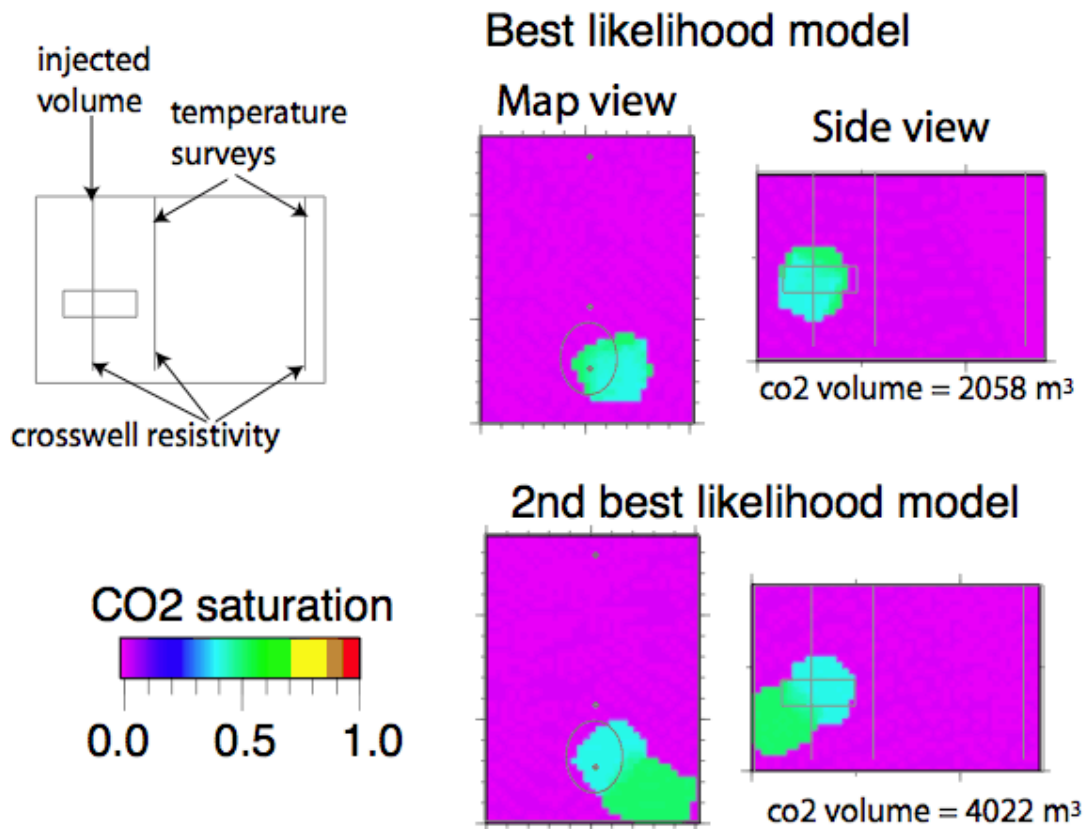 Best likelihood model
injected
volume
temperature
surveys
Map view
Side view
crosswell resistivity
co2 volume = 2058 m³
2nd best likelihood model
CO2 saturation
0.0 0.5 1.0
co2 volume = 4022 m³